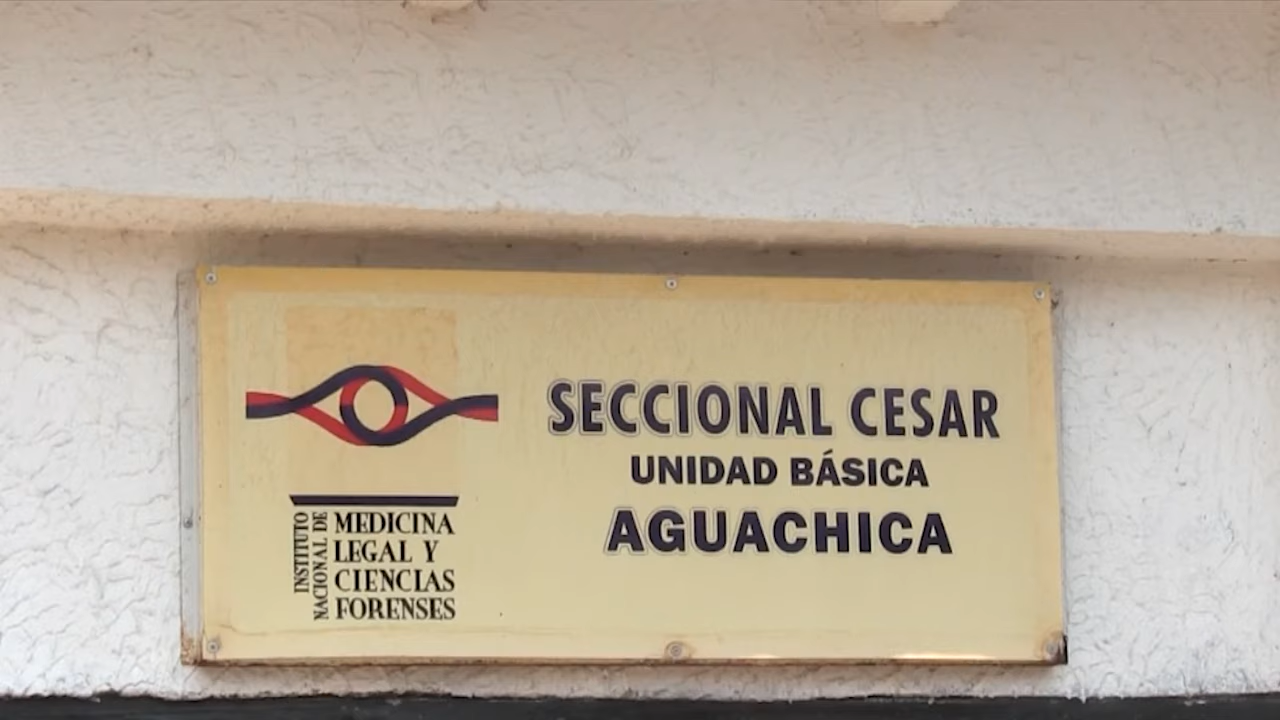 INSTITUTO
NACIONAL DE
MEDICINA
LEGAL Y
CIENCIAS
FORENSES
SECCIONAL CESAR
UNIDAD BÁSICA
AGUACHICA